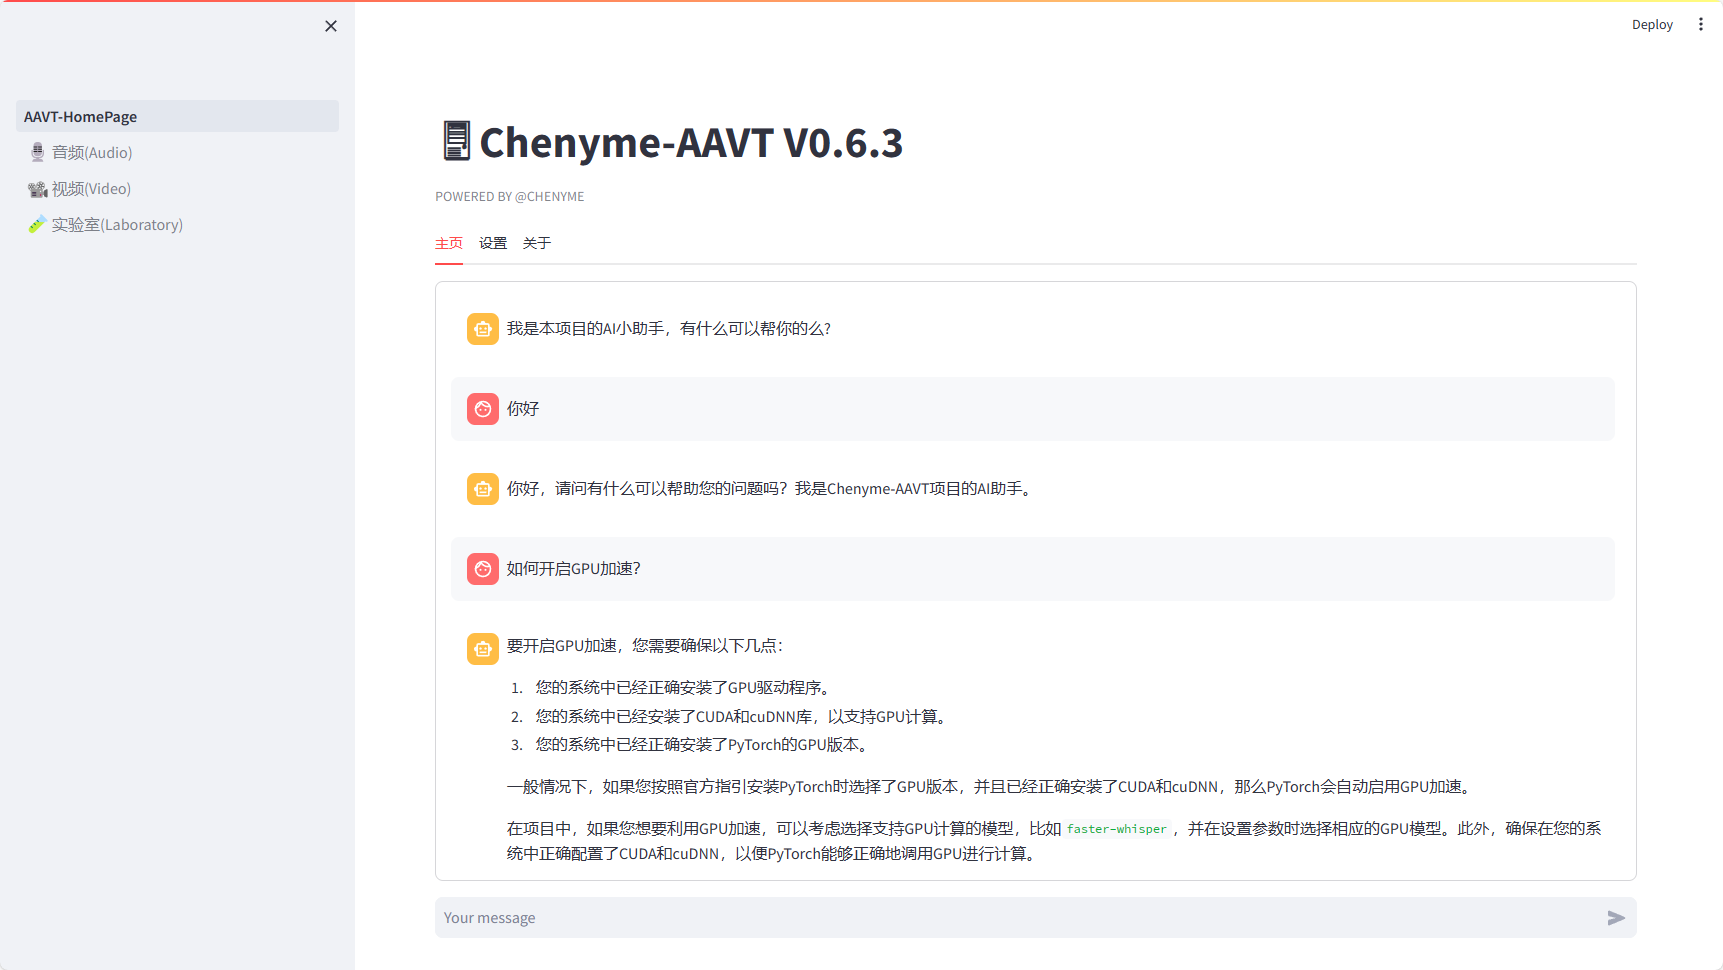 Deploy
AAVT-HomePage
音频(Audio)
视频(Video)
实验室(Laboratory)
Chenyme-AAVT V0.6.3
POWERED BY @CHENYME
主页 设置 关于
我是本项目的AI小助手，有什么可以帮你的么?
你好
你好，请问有什么可以帮助您的问题吗？我是Chenyme-AAVT项目的AI助手。
如何开启GPU加速?
要开启GPU加速，您需要确保以下几点：
1. 您的系统中已经正确安装了GPU驱动程序。
2. 您的系统中已经安装了CUDA和cuDNN库，以支持GPU计算。
3. 您的系统中已经正确安装了PyTorch的GPU版本。
一般情况下，如果您按照官方指引安装PyTorch时选择了GPU版本，并且已经正确安装了CUDA和cuDNN，那么PyTorch会自动启用GPU加速。
在项目中，如果您想要利用GPU加速，可以考虑选择支持GPU计算的模型，比如 faster-whisper ，并在设置参数时选择相应的GPU模型。此外，确保在您的系
统中正确配置了CUDA和cuDNN，以便PyTorch能够正确地调用GPU进行计算。
Your message